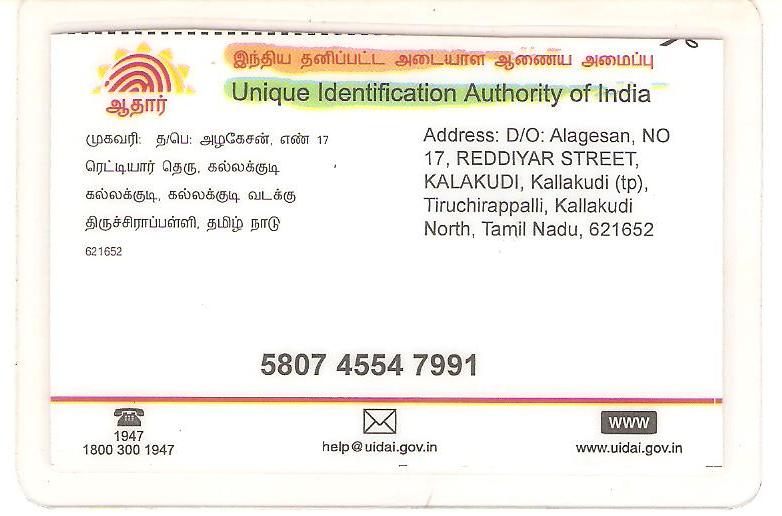 இந்திய தனிப்பட்ட அடையாள ஆணைய அமைப்பு
Unique Identification Authority of India
ஆதார்
முகவரி: த/பெ: அழகேசன், எண் 17
ரெட்டியார் தெரு, கல்லக்குடி
கல்லக்குடி, கல்லக்குடி வடக்கு
திருச்சிராப்பள்ளி, தமிழ் நாடு
621652
Address: D/O: Alagesan, NO
17, REDDIYAR STREET,
KALAKUDI, Kallakudi (tp),
Tiruchirappalli, Kallakudi
North, Tamil Nadu, 621652
5807 4554 7991
1947
1800 300 1947
help@uidai.gov.in
www
www.uidai.gov.in